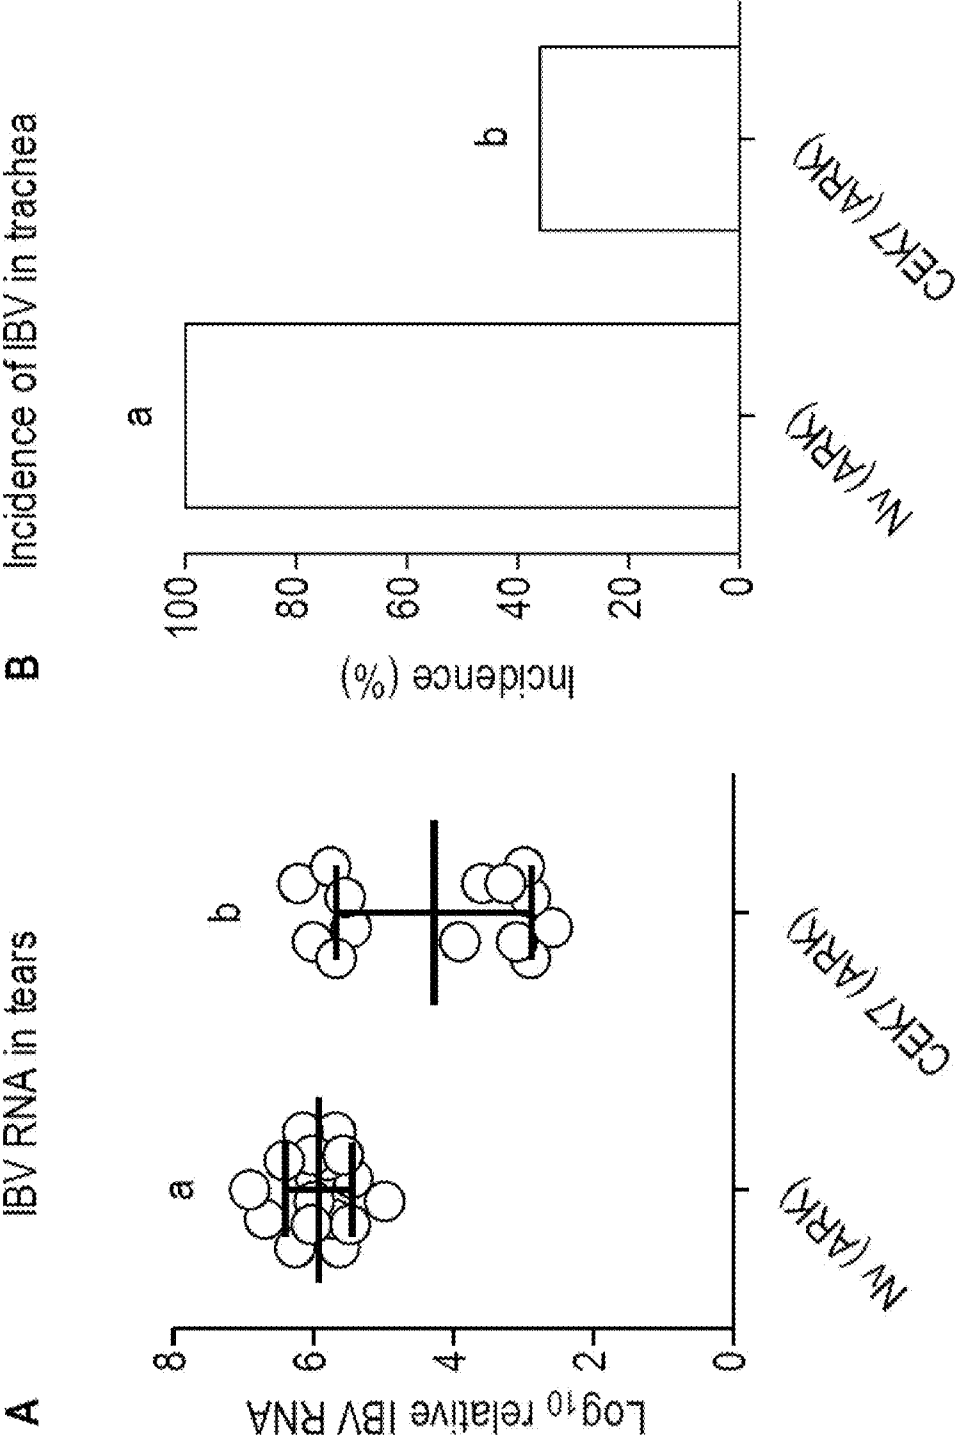 A
IBV RNA in tears
Log10 relative IBV RNA
8
6
4
2
0
a
b
Nv (ARK)
CEK7 (ARK)
B
Incidence of IBV in trachea
Incidence (%)
100
80
60
40
20
0
a
b
Nv (ARK)
CEK7 (ARK)